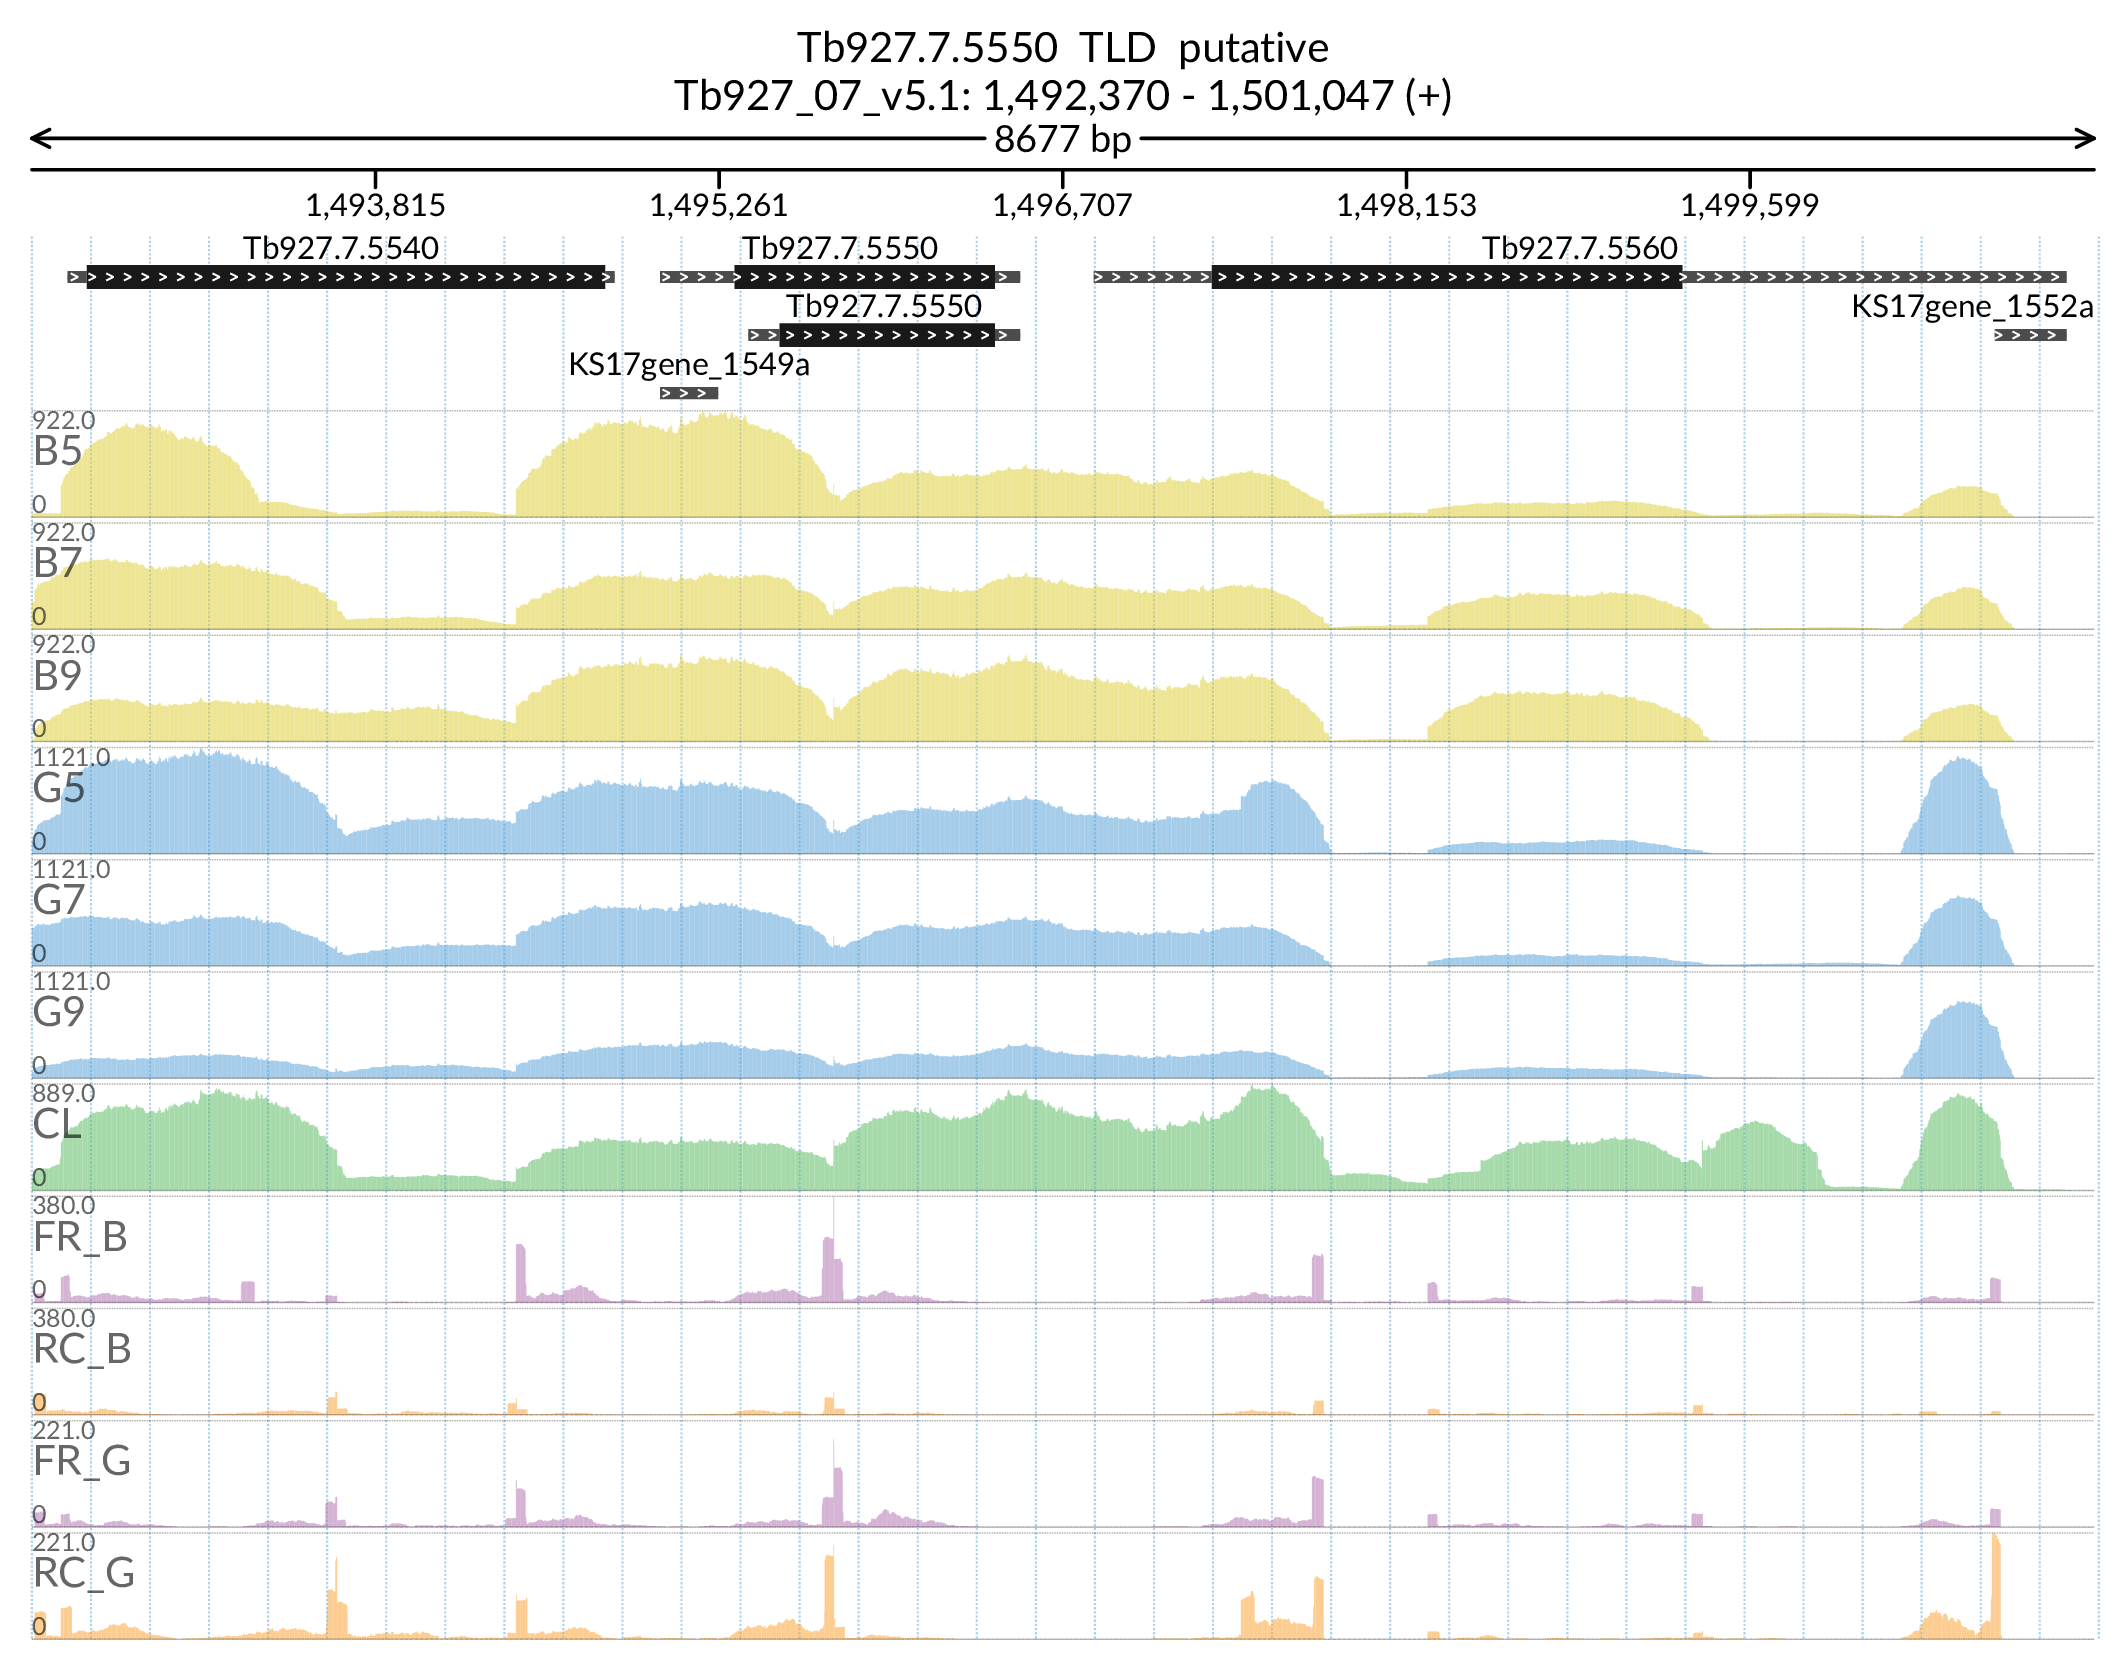 Tb927.7.5550 TLD putative
Tb927_07_v5.1: 1,492,370 - 1,501,047 (+)
8677 bp
1,493,815 1,495,261 1,496,707 1,498,153 1,499,599
Tb927.7.5540 Tb927.7.5550 Tb927.7.5560
Tb927.7.5550 KS17gene_1552a
KS17gene_1549a
922.0
B5
0
922.0
B7
0
922.0
B9
0
1121.0
G5
0
1121.0
G7
0
1121.0
G9
0
889.0
CL
0
380.0
FR_B
0
380.0
RC_B
0
221.0
FR_G
0
221.0
RC_G
0